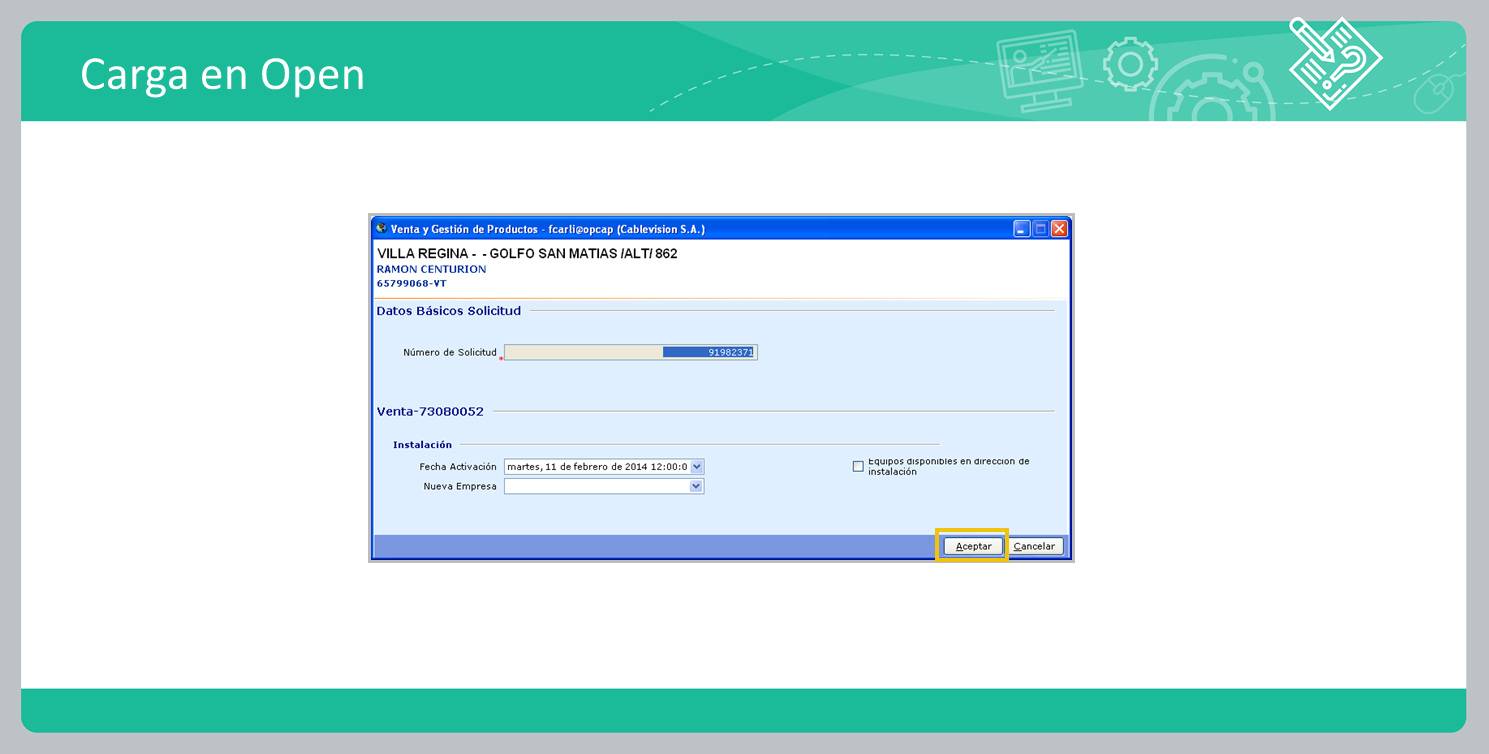 Carga en Open
Venta y Gestión de Productos - fcarli@opcap (Cablevision S.A.)
VILLA REGINA - - GOLFO SAN MATIAS /ALT/ 862
RAMON CENTURION
65799068-VT
Datos Básicos Solicitud
Número de Solicitud * 91982371
Venta-73080052
Instalación
Fecha Activación martes, 11 de febrero de 2014 12:00:0
Equipos disponibles en dirección de
instalación
Nueva Empresa
Aceptar Cancelar